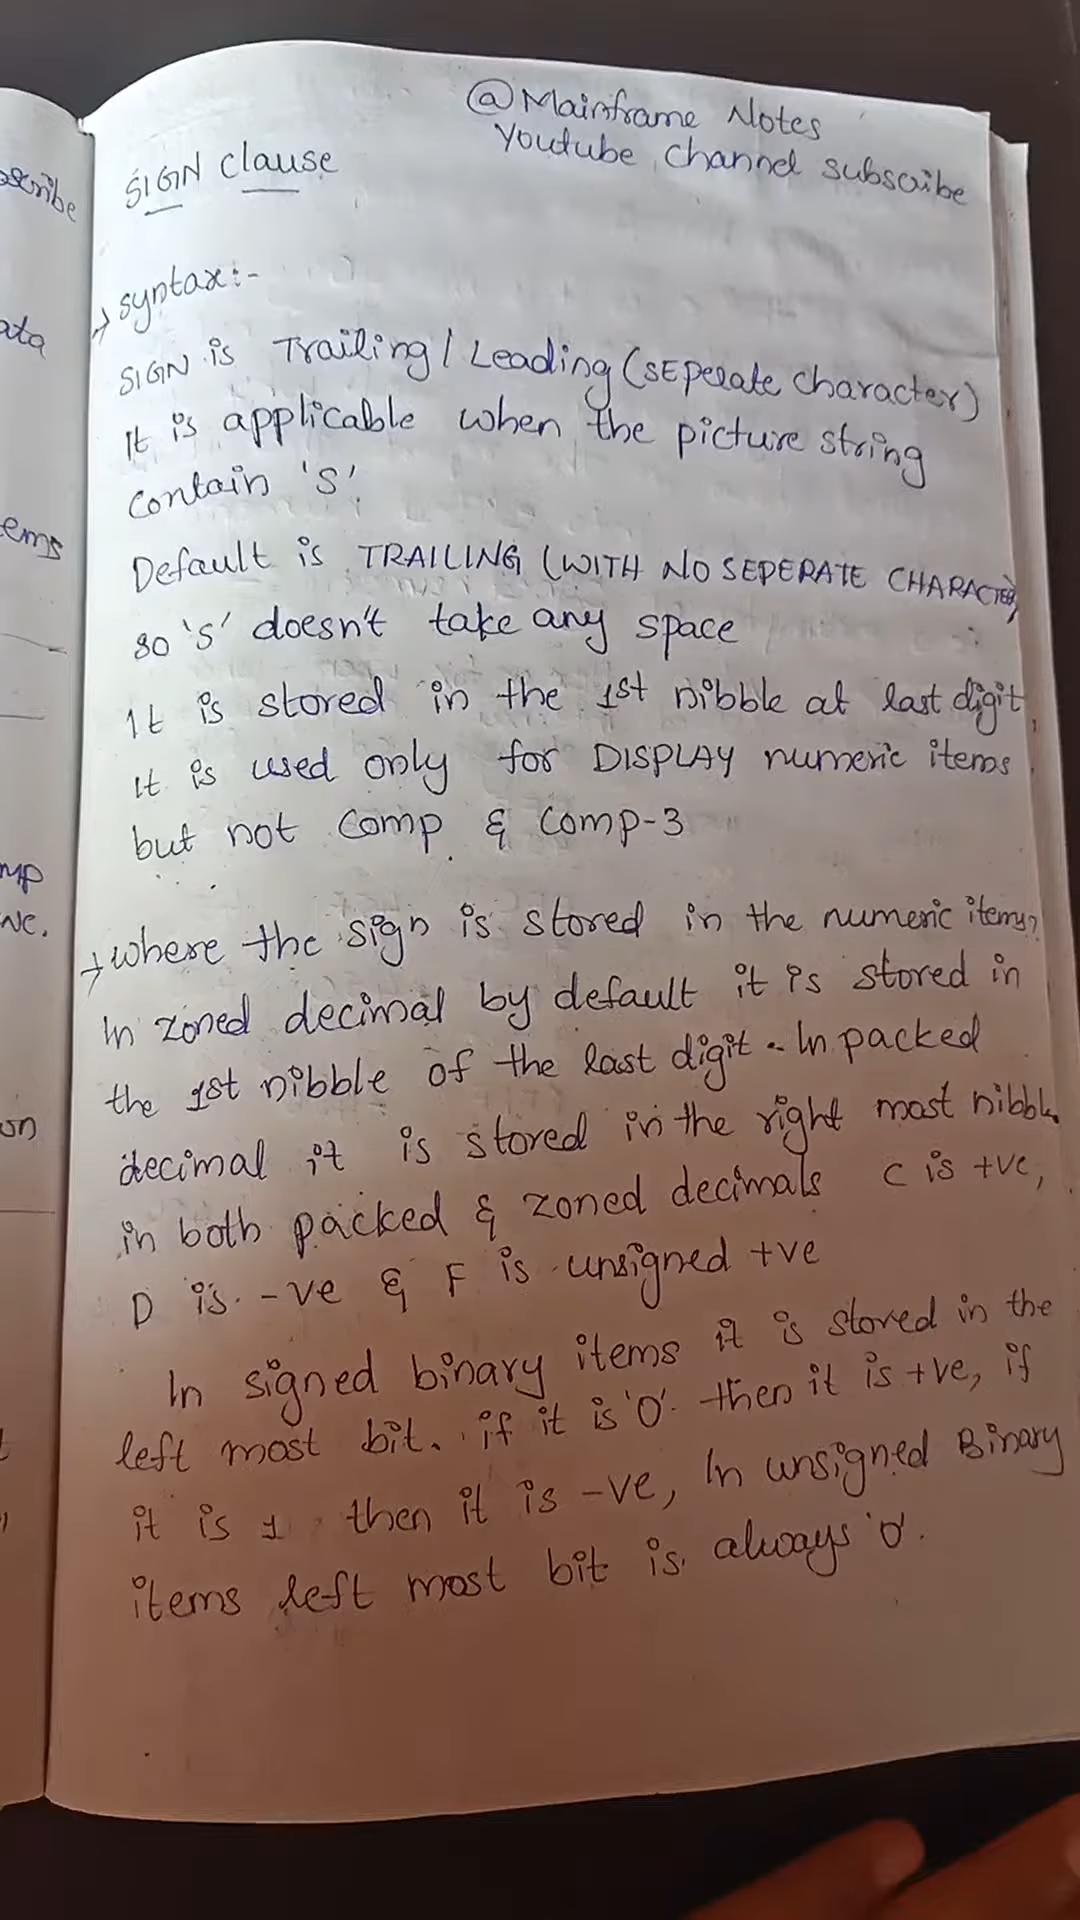 @Mainframe Notes
Youtube channel subscribe
SIGN Clause
→ syntax:-
SIGN is Trailing / Leading (SEperate character)
It is applicable when the picture string
contain 'S'.
Default is TRAILING (WITH NO SEPERATE CHARACTER)
so 's' doesn't take any space
It is stored in the 1st nibble at last digit.
It is used only for DISPLAY numeric items.
but not Comp & Comp-3
→ where the sign is stored in the numeric items?
In zoned decimal by default it is stored in
the 1st nibble of the last digit. In packed
decimal it is stored in the right most nibble.
in both packed & zoned decimals C is +ve,
D is -ve & F is unsigned +ve
In signed binary items it is stored in the
left most bit. if it is '0' then it is +ve, if
it is 1 then it is -ve, In unsigned Binary
items left most bit is always '0'.
scribe
ata
ems
mp
NC.
on